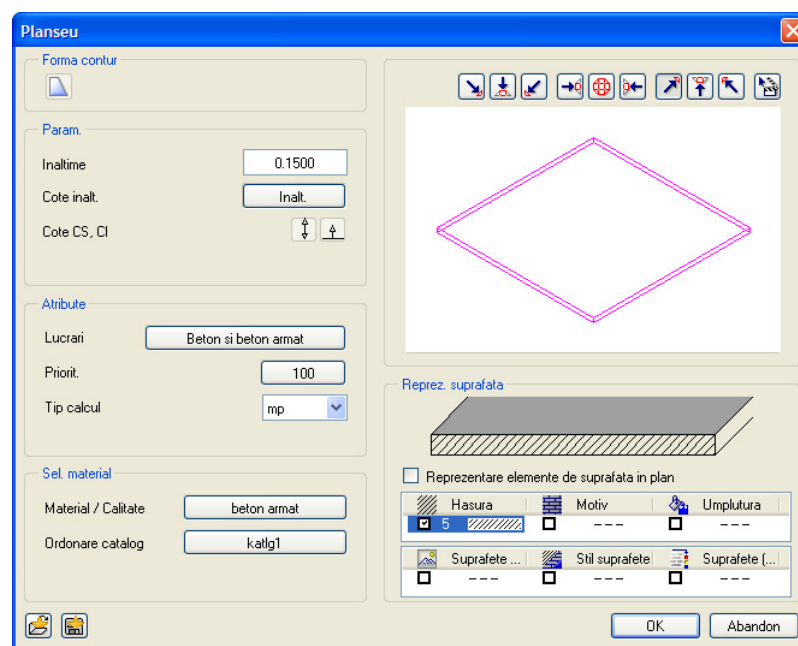 Planseu
Forma contur
Param.
Inaltime 0.1500
Cote inalt. Inalt.
Cote CS, CI
Atribute
Lucrari Beton si beton armat
Priorit. 100
Tip calcul mp
Sel. material
Material / Calitate beton armat
Ordonare catalog katlg1
Reprez. suprafata
Reprezentare elemente de suprafata in plan
Hasura Motiv Umplutura
5 --- ---
Suprafete ... Stil suprafete Suprafete (...
--- --- ---
OK Abandon